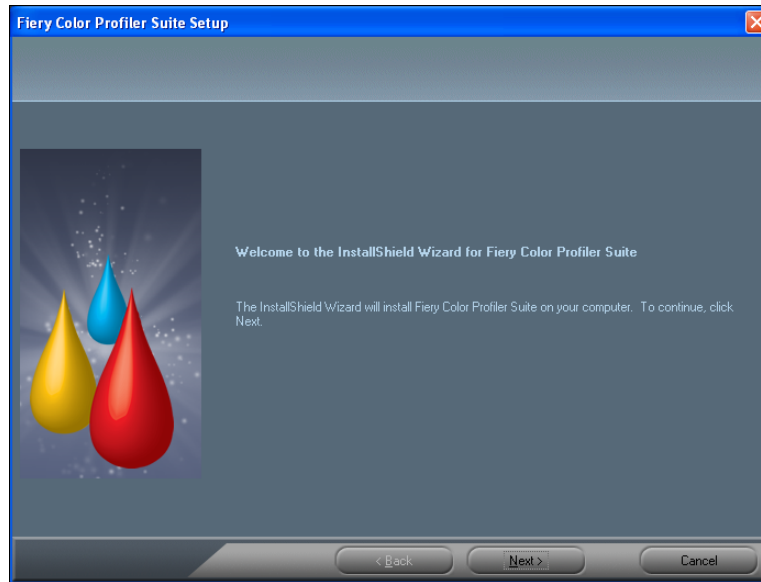 Fiery Color Profiler Suite Setup
Welcome to the InstallShield Wizard for Fiery Color Profiler Suite
The InstallShield Wizard will install Fiery Color Profiler Suite on your computer. To continue, click
Next.
< Back
Next >
Cancel